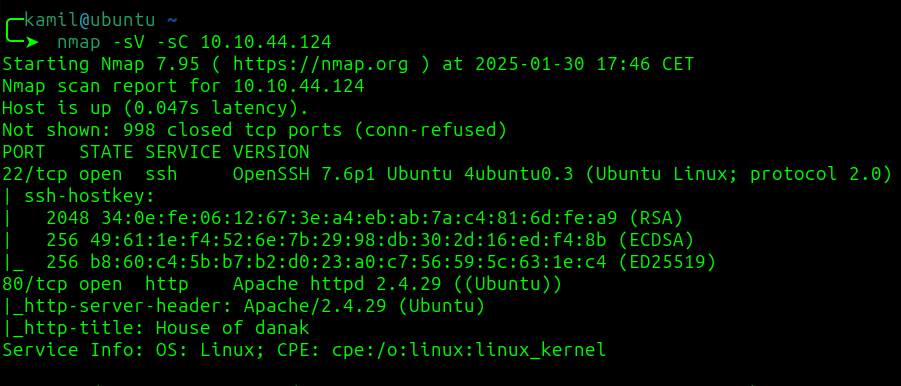 kamil@ubuntu ~
➤ nmap -sV -sC 10.10.44.124
Starting Nmap 7.95 ( https://nmap.org ) at 2025-01-30 17:46 CET
Nmap scan report for 10.10.44.124
Host is up (0.047s latency).
Not shown: 998 closed tcp ports (conn-refused)
PORT   STATE SERVICE VERSION
22/tcp open  ssh     OpenSSH 7.6p1 Ubuntu 4ubuntu0.3 (Ubuntu Linux; protocol 2.0)
| ssh-hostkey:
|   2048 34:0e:fe:06:12:67:3e:a4:eb:ab:7a:c4:81:6d:fe:a9 (RSA)
|   256 49:61:1e:f4:52:6e:7b:29:98:db:30:2d:16:ed:f4:8b (ECDSA)
|_  256 b8:60:c4:5b:b7:b2:d0:23:a0:c7:56:59:5c:63:1e:c4 (ED25519)
80/tcp open  http    Apache httpd 2.4.29 ((Ubuntu))
|_http-server-header: Apache/2.4.29 (Ubuntu)
|_http-title: House of danak
Service Info: OS: Linux; CPE: cpe:/o:linux:linux_kernel